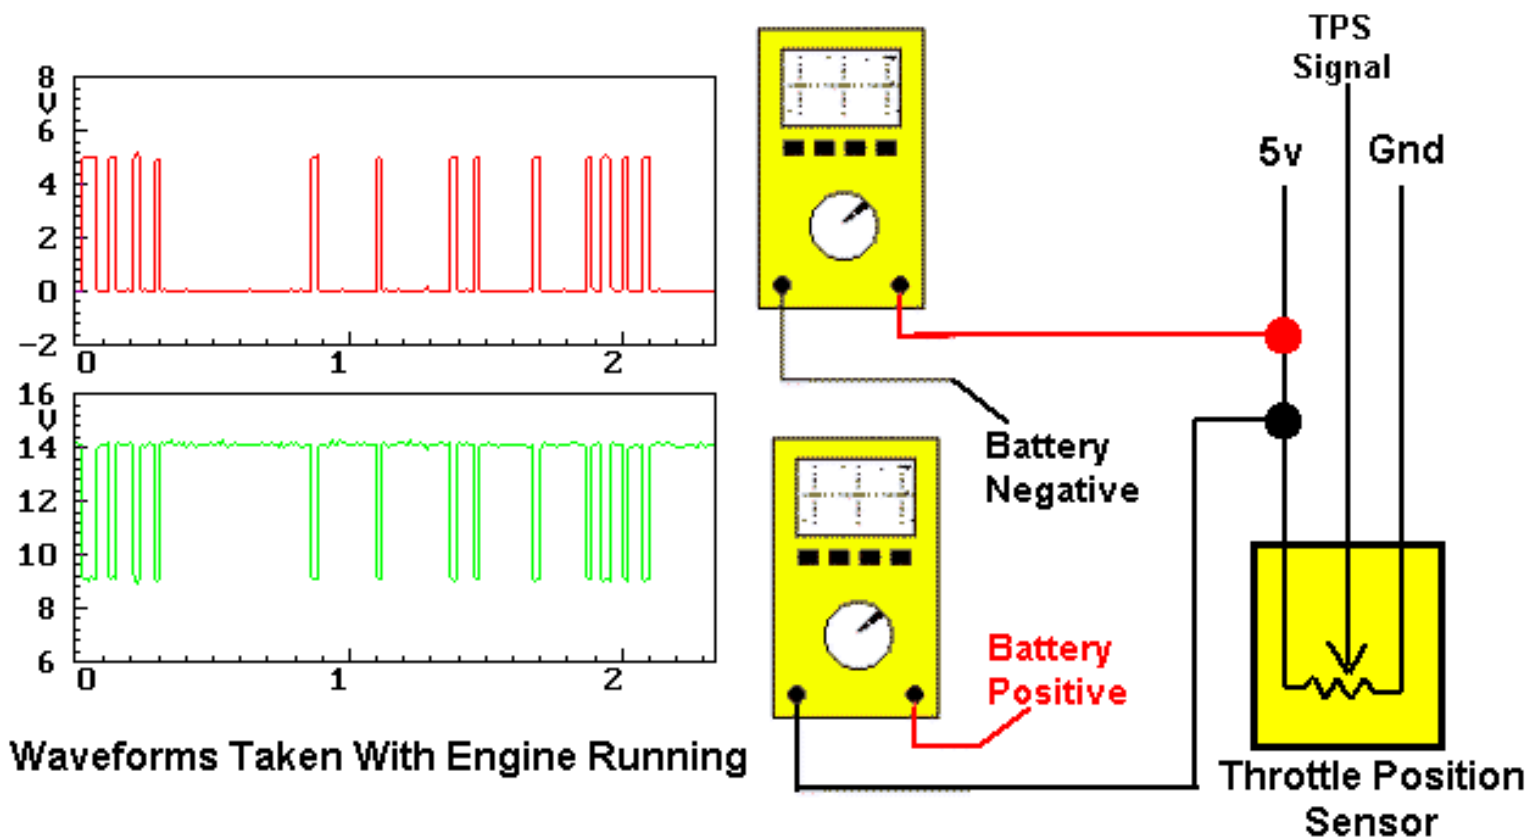 8
V
6
4
2
0
-2
0 1 2
16
V
14
12
10
8
6
0 1 2
Waveforms Taken With Engine Running
Battery
Negative
Battery
Positive
TPS
Signal
5v Gnd
Throttle Position
Sensor